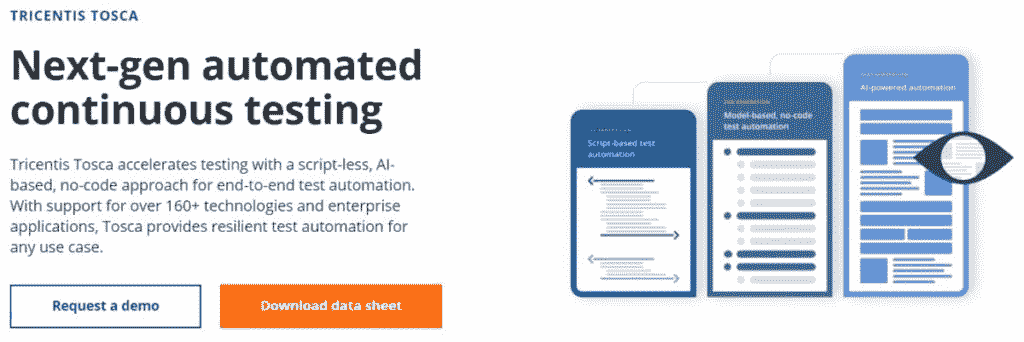 TRICENTIS TOSCA
Next-gen automated
continuous testing
Tricentis Tosca accelerates testing with a script-less, AI-
based, no-code approach for end-to-end test automation.
With support for over 160+ technologies and enterprise
applications, Tosca provides resilient test automation for
any use case.
Request a demo
Download data sheet
Script-based test
automation
Model-based, no-code
test automation
AI-powered automation